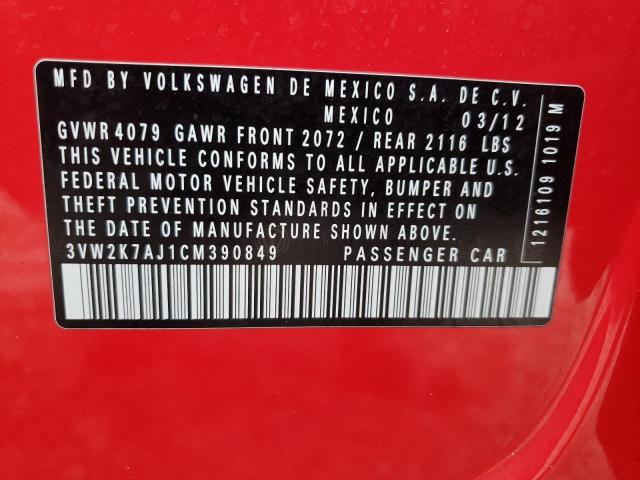 MFD BY VOLKSWAGEN DE MEXICO S.A. DE C.V.
MEXICO 03/12
GVWR 4079 GAWR FRONT 2072 / REAR 2116 LBS
THIS VEHICLE CONFORMS TO ALL APPLICABLE U.S.
FEDERAL MOTOR VEHICLE SAFETY, BUMPER AND
THEFT PREVENTION STANDARDS IN EFFECT ON
THE DATE OF MANUFACTURE SHOWN ABOVE.
3VW2K7AJ1CM390849 PASSENGER CAR
1216109 1019 M